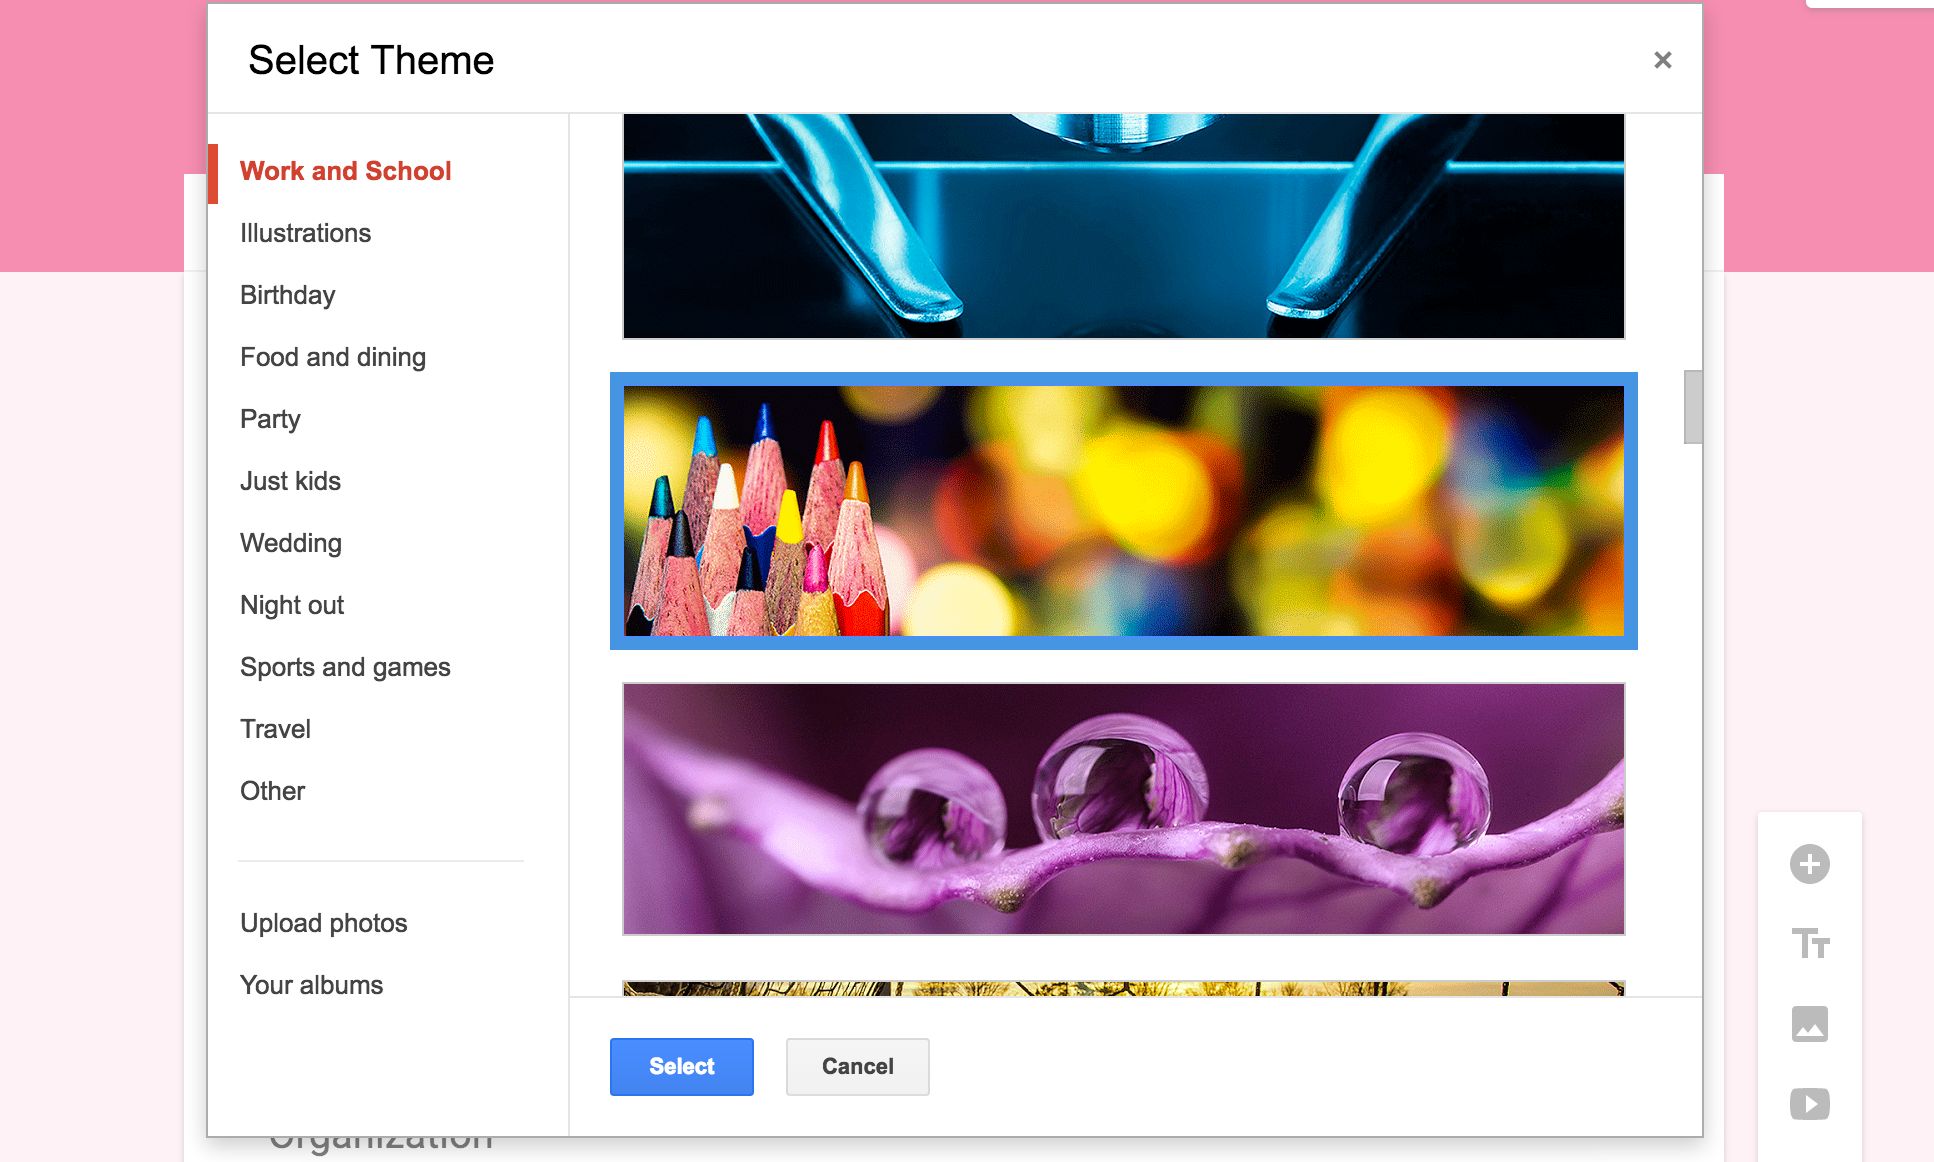 Select Theme
Work and School
Illustrations
Birthday
Food and dining
Party
Just kids
Wedding
Night out
Sports and games
Travel
Other
Upload photos
Your albums
Select
Cancel
Organization